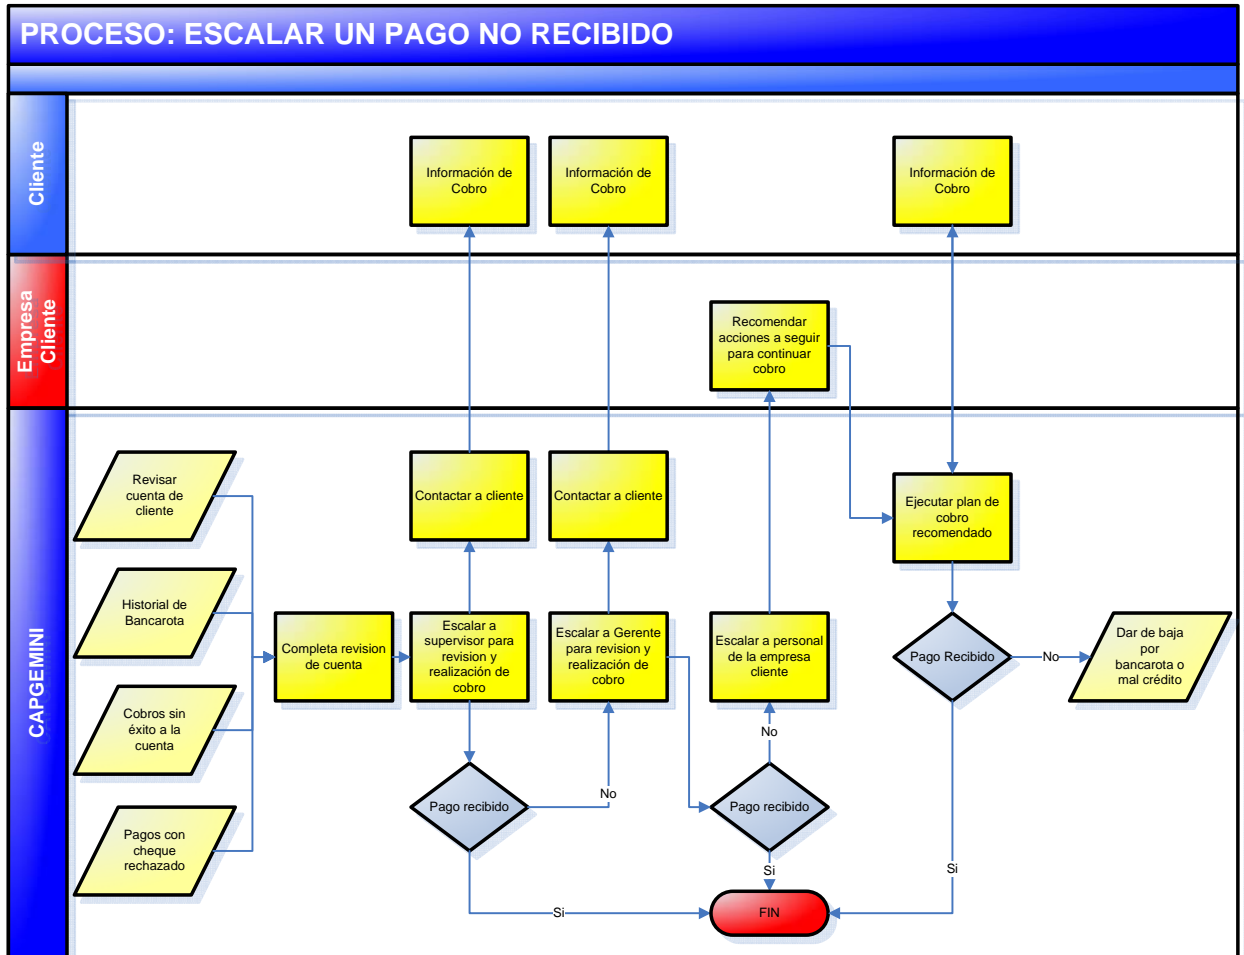 PROCESO: ESCALAR UN PAGO NO RECIBIDO
Cliente
Información de
Cobro
Información de
Cobro
Información de
Cobro
Empresa
Cliente
Recomendar
acciones a seguir
para continuar
cobro
CAPGEMINI
Revisar
cuenta de
cliente
Historial de
Bancarota
Cobros sin
éxito a la
cuenta
Pagos con
cheque
rechazado
Completa revision
de cuenta
Contactar a cliente
Escalar a
supervisor para
revision y
realización de
cobro
Pago recibido
No
Si
Contactar a cliente
Escalar a Gerente
para revision y
realización de
cobro
Escalar a personal
de la empresa
cliente
No
Pago recibido
Si
FIN
Ejecutar plan de
cobro
recomendado
Pago Recibido
No
Si
Dar de baja
por
bancarota o
mal crédito